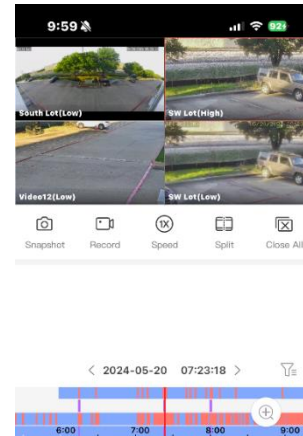 9:59 92
South Lot(Low) SW Lot(High)
Video12(Low) SW Lot(Low)
1X
Snapshot Record Speed Split Close All
< 2024-05-20 07:23:18 >
6:00 7:00 8:00 9:00